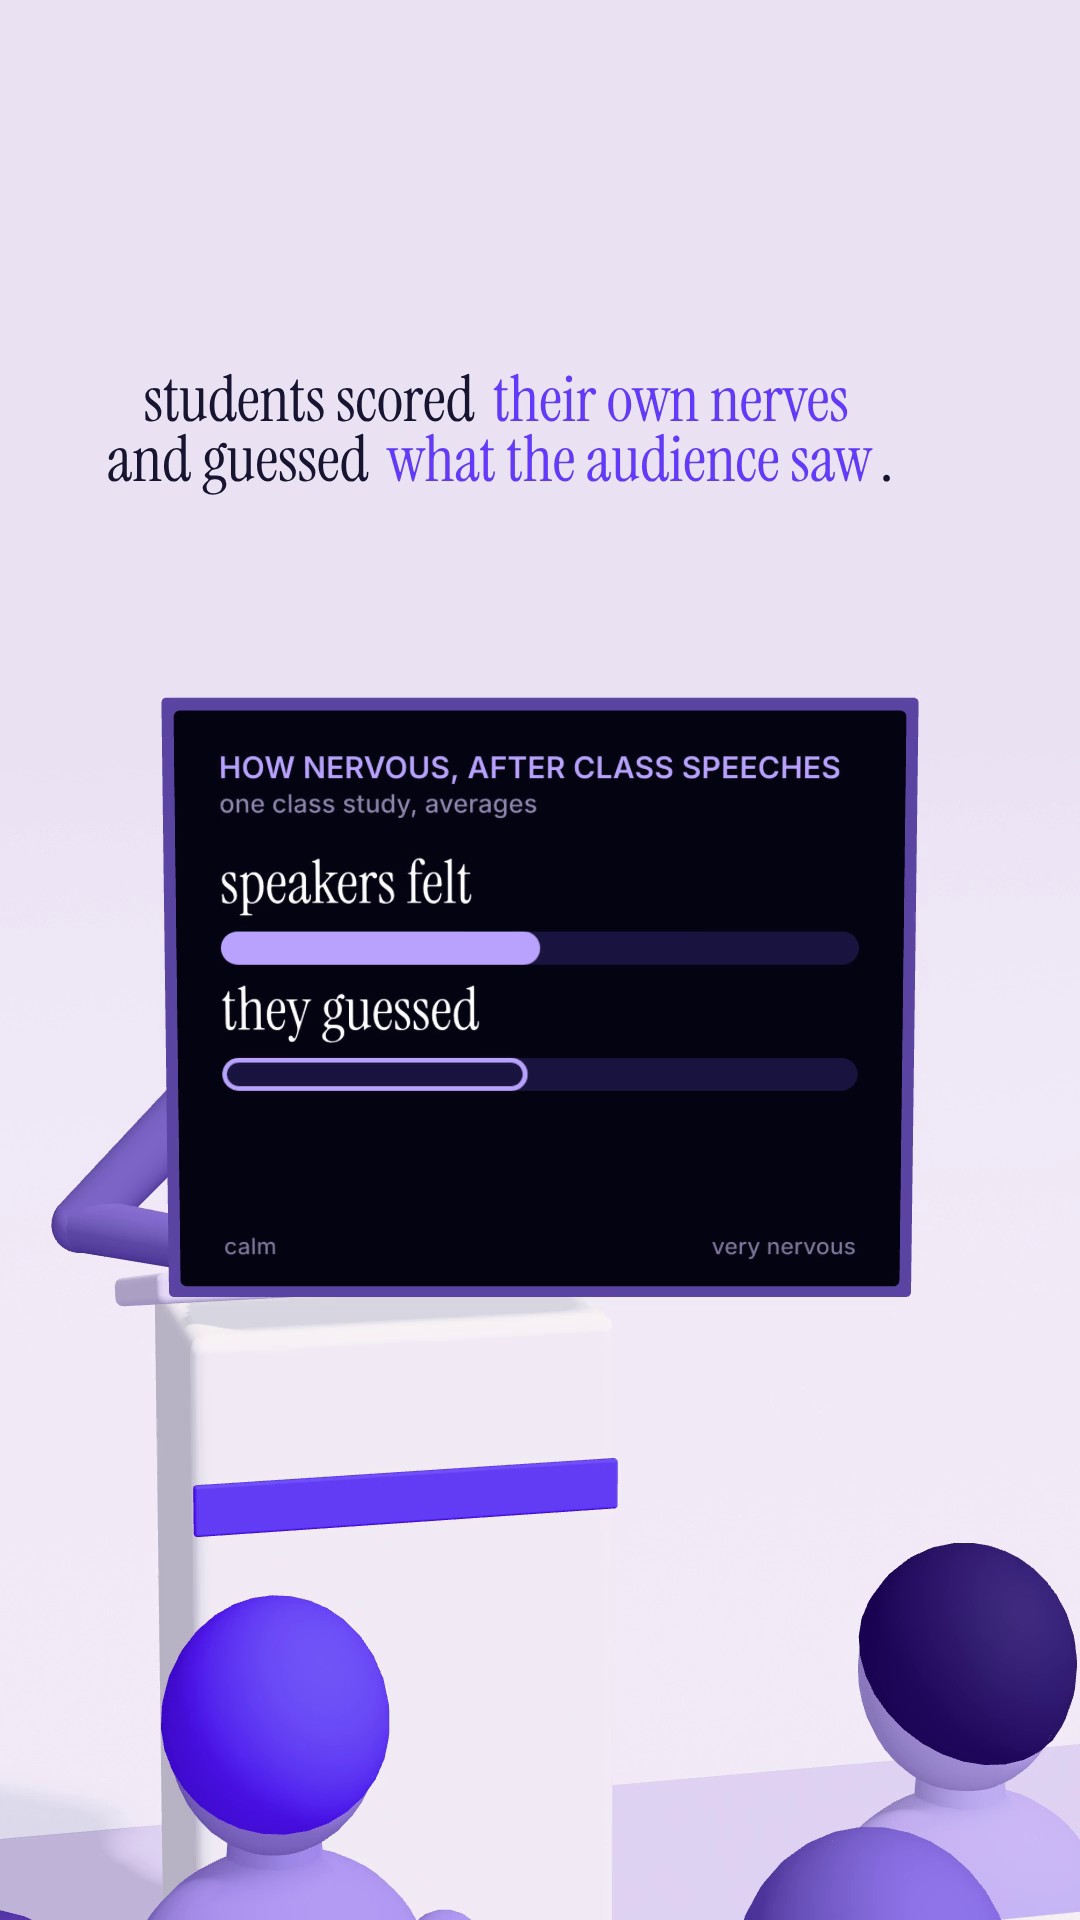 students scored their own nerves
and guessed what the audience saw.
HOW NERVOUS, AFTER CLASS SPEECHES
one class study, averages
speakers felt
they guessed
calm very nervous